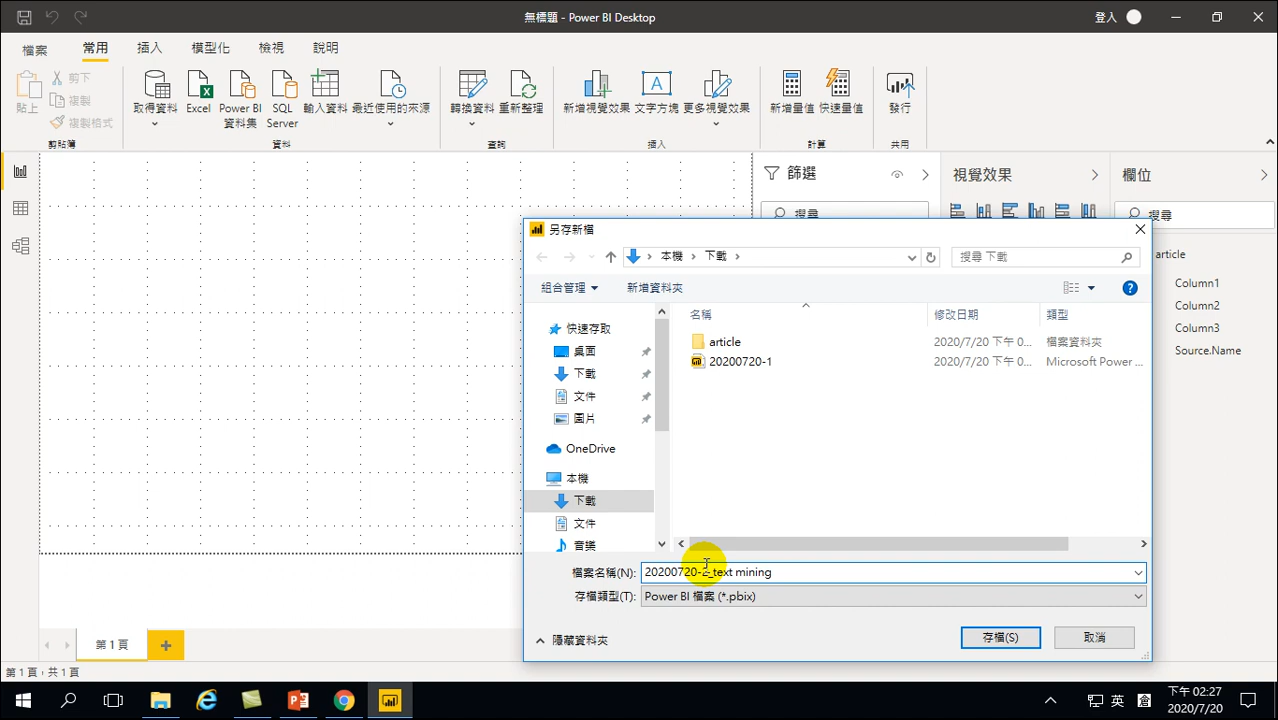 無標題 - Power BI Desktop
登入
檔案 常用 插入 模型化 檢視 說明
貼上
剪下
複製
複製格式
剪貼簿
取得資料
Excel
Power BI
資料集
SQL
Server
輸入資料
最近使用的來源
資料
轉換資料
重新整理
查詢
新增視覺效果
文字方塊
更多視覺效果
插入
新增量值
快速量值
計算
發行
共用
篩選
搜尋
視覺效果
欄位
搜尋
article
Column1
Column2
Column3
Source.Name
另存新檔
本機 下載
搜尋 下載
組合管理 新增資料夾
快速存取
桌面
下載
文件
圖片
OneDrive
本機
下載
文件
音樂
名稱 修改日期 類型
article 2020/7/20 下午 0... 檔案資料夾
20200720-1 2020/7/20 下午 0... Microsoft Power ...
檔案名稱(N): 20200720-2_text mining
存檔類型(T): Power BI 檔案 (*.pbix)
隱藏資料夾
存檔(S) 取消
第 1 頁
第 1 頁，共 1 頁
英
下午 02:27
2020/7/20